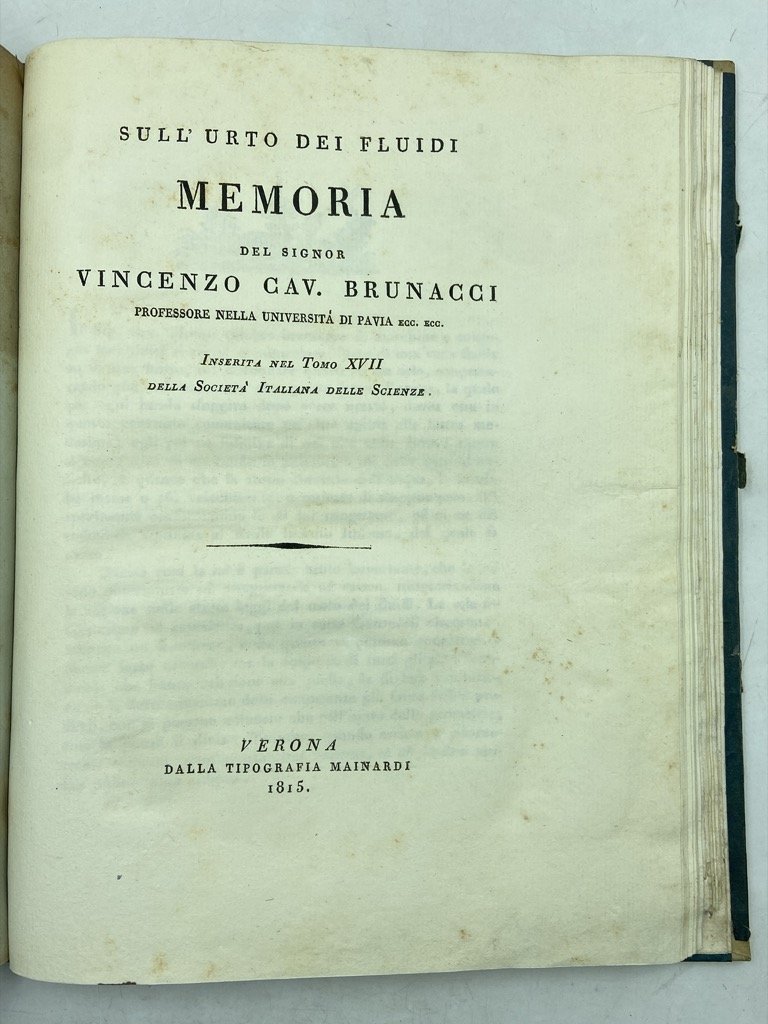 SULL' URTO DEI FLUIDI
MEMORIA
DEL SIGNOR
VINCENZO CAV. BRUNACCI
PROFESSORE NELLA UNIVERSITÁ DI PAVIA ECC. ECC.
INSERITA NEL TOMO XVII
DELLA SOCIETA' ITALIANA DELLE SCIENZE.
VERONA
DALLA TIPOGRAFIA MAINARDI
1815.